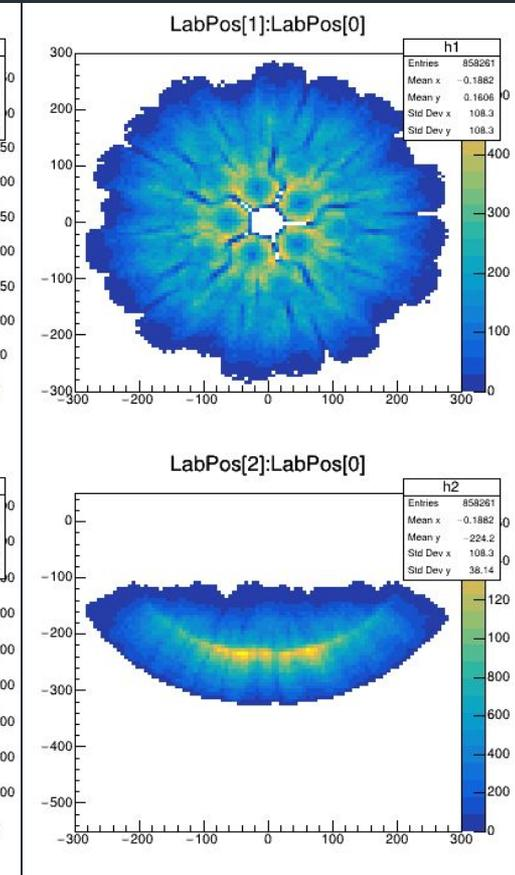 LabPos[1]:LabPos[0]
h1
Entries 858261
Mean x −0.1882
Mean y 0.1606
Std Dev x 108.3
Std Dev y 108.3
300
200
100
0
−100
−200
−300
−300 −200 −100 0 100 200 300
400
300
200
100
0
LabPos[2]:LabPos[0]
h2
Entries 858261
Mean x −0.1882
Mean y −224.2
Std Dev x 108.3
Std Dev y 38.14
0
−100
−200
−300
−400
−500
−300 −200 −100 0 100 200 300
120
100
800
600
400
200
0